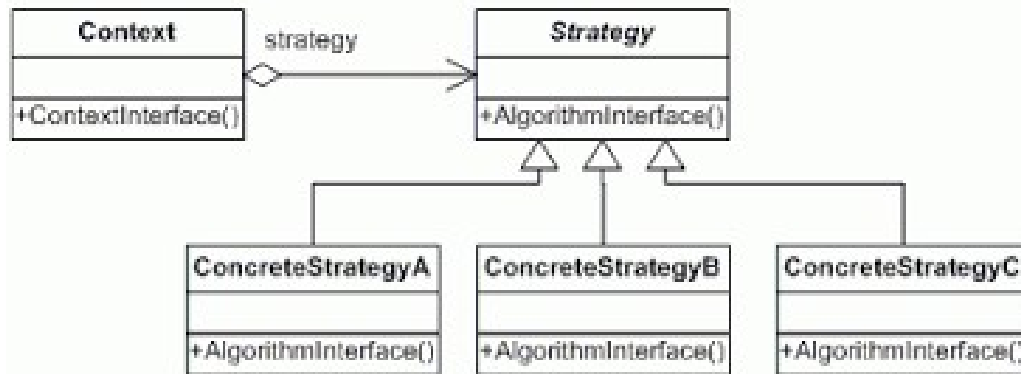 Context
strategy
Strategy
+ContextInterface()
+AlgorithmInterface()
ConcreteStrategyA
ConcreteStrategyB
ConcreteStrategyC
+AlgorithmInterface()
+AlgorithmInterface()
+AlgorithmInterface()